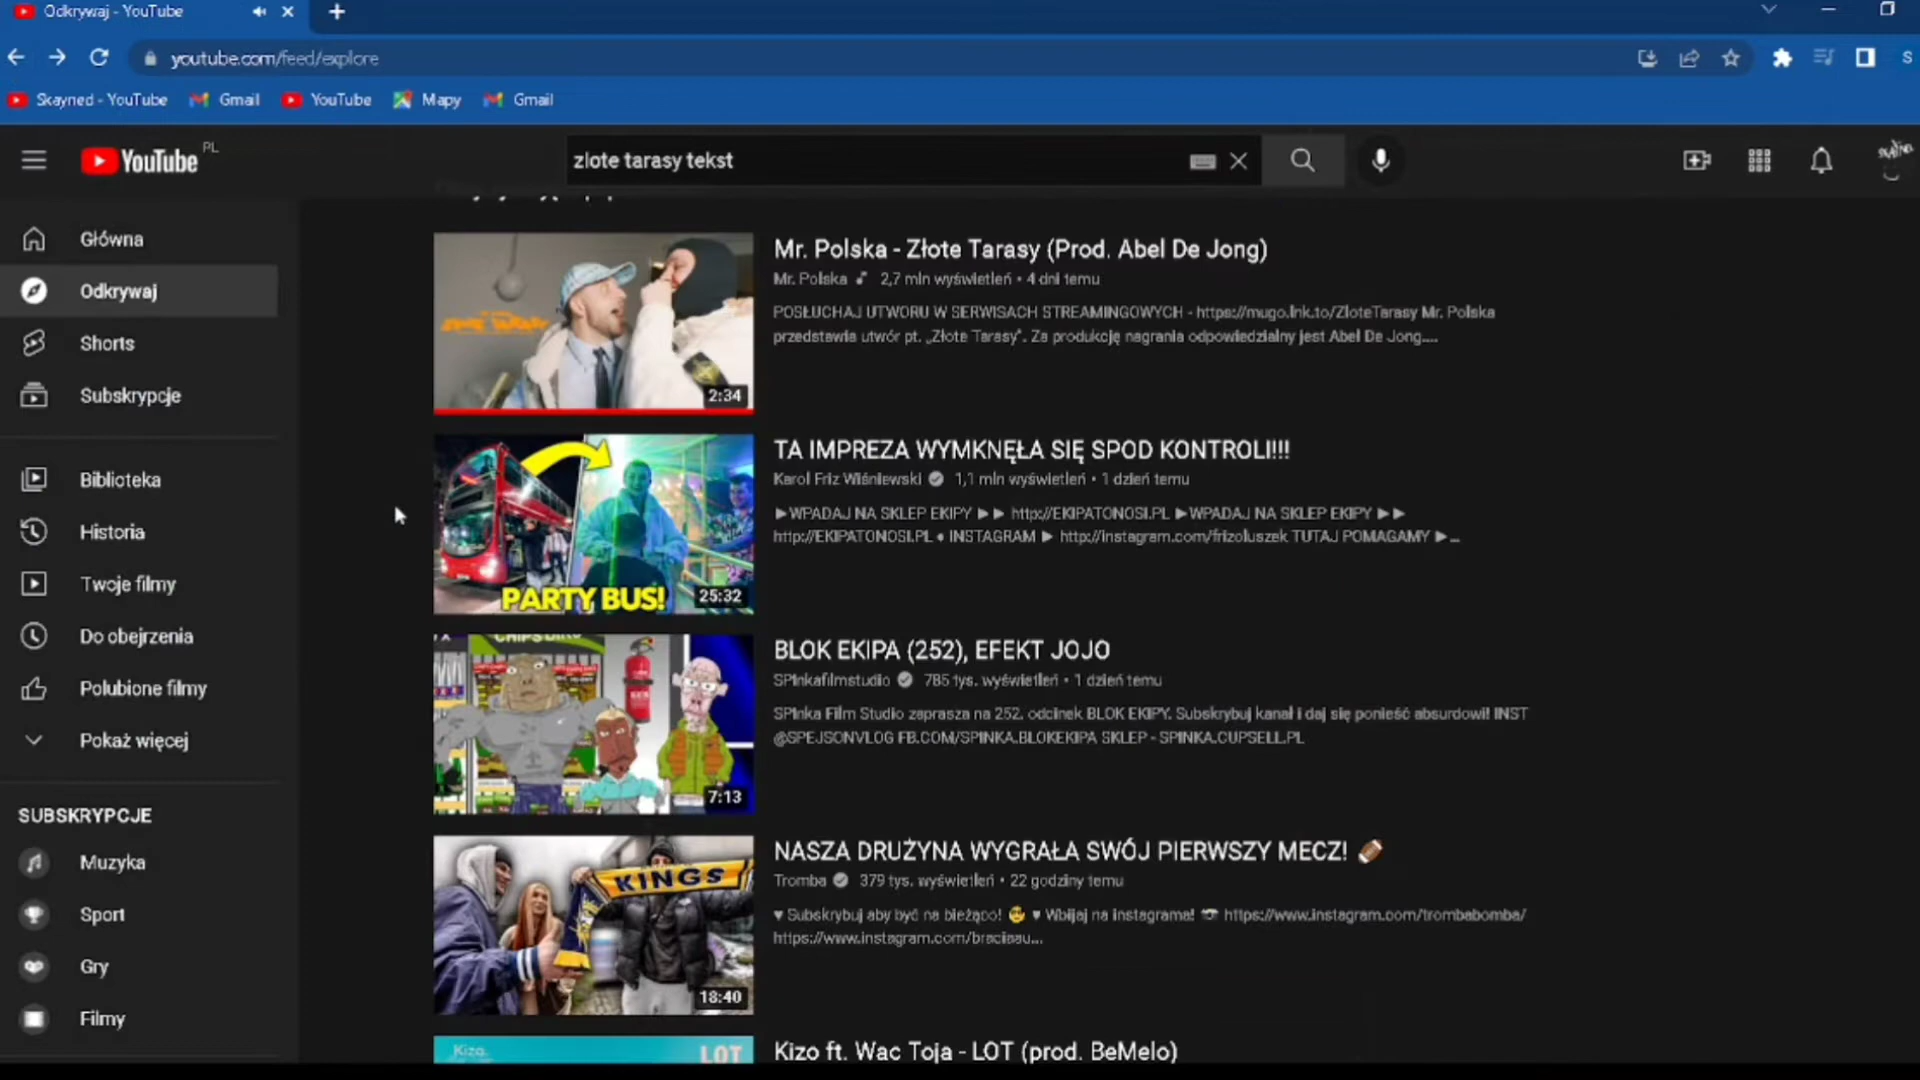 Odkrywaj - YouTube
youtube.com/feed/explore
S
Skayned - YouTube Gmail YouTube Mapy Gmail
YouTube PL
zlote tarasy tekst
Główna
Odkrywaj
Shorts
Subskrypcje
Biblioteka
Historia
Twoje filmy
Do obejrzenia
Polubione filmy
Pokaż więcej
SUBSKRYPCJE
Muzyka
Sport
Gry
Filmy
2:34
Mr. Polska - Złote Tarasy (Prod. Abel De Jong)
Mr. Polska 2,7 mln wyświetleń • 4 dni temu
POSŁUCHAJ UTWORU W SERWISACH STREAMINGOWYCH - https://mugo.lnk.to/ZloteTarasy Mr. Polska
przedstawia utwór pt. „Złote Tarasy". Za produkcję nagrania odpowiedzialny jest Abel De Jong....
PARTY BUS!
25:32
TA IMPREZA WYMKNĘŁA SIĘ SPOD KONTROLI!!!
Karol Friz Wiśniewski 1,1 mln wyświetleń • 1 dzień temu
►WPADAJ NA SKLEP EKIPY ►► http://EKIPATONOSI.PL ►WPADAJ NA SKLEP EKIPY ►►
http://EKIPATONOSI.PL ♦ INSTAGRAM ► http://instagram.com/frizoluszek TUTAJ POMAGAMY ►...
7:13
BLOK EKIPA (252), EFEKT JOJO
SPInkafilmstudio 785 tys. wyświetleń • 1 dzień temu
SPInka Film Studio zaprasza na 252. odcinek BLOK EKIPY. Subskrybuj kanał i daj się ponieść absurdowi! INST
@SPEJSONVLOG FB.COM/SPINKA.BLOKEKIPA SKLEP - SPINKA.CUPSELL.PL
KINGS
18:40
NASZA DRUŻYNA WYGRAŁA SWÓJ PIERWSZY MECZ! 🏈
Tromba 379 tys. wyświetleń • 22 godziny temu
♥ Subskrybuj aby być na bieżąco! 😎 ♥ Wbijaj na instagrama! https://www.instagram.com/trombabomba/
https://www.instagram.com/braciaau...
Kizo LOT
Kizo ft. Wac Toja - LOT (prod. BeMelo)